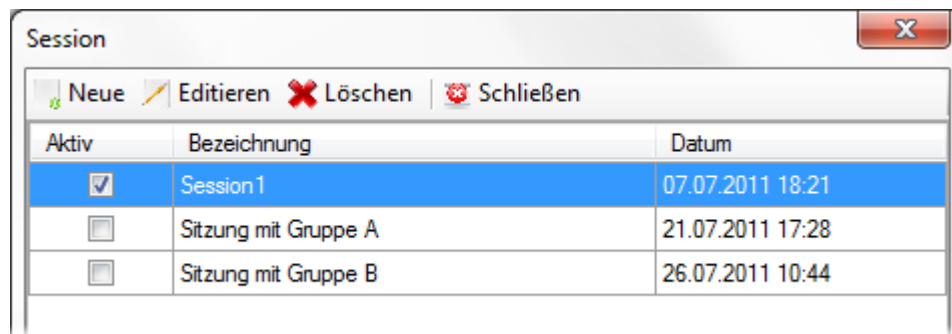 Session
Neue Editieren Löschen Schließen
Aktiv Bezeichnung Datum
Session1 07.07.2011 18:21
Sitzung mit Gruppe A 21.07.2011 17:28
Sitzung mit Gruppe B 26.07.2011 10:44